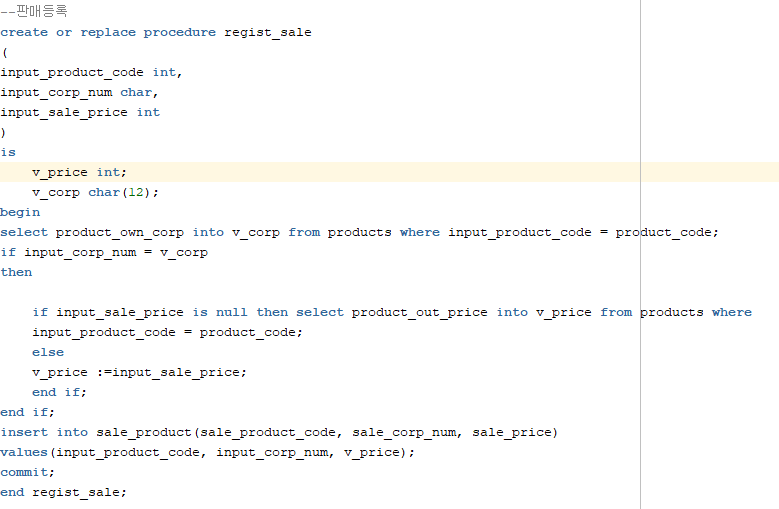 --판매등록
create or replace procedure regist_sale
(
input_product_code int,
input_corp_num char,
input_sale_price int
)
is
    v_price int;
    v_corp char(12);
begin
select product_own_corp into v_corp from products where input_product_code = product_code;
if input_corp_num = v_corp
then
    if input_sale_price is null then select product_out_price into v_price from products where
    input_product_code = product_code;
    else
    v_price :=input_sale_price;
    end if;
end if;
insert into sale_product(sale_product_code, sale_corp_num, sale_price)
values(input_product_code, input_corp_num, v_price);
commit;
end regist_sale;